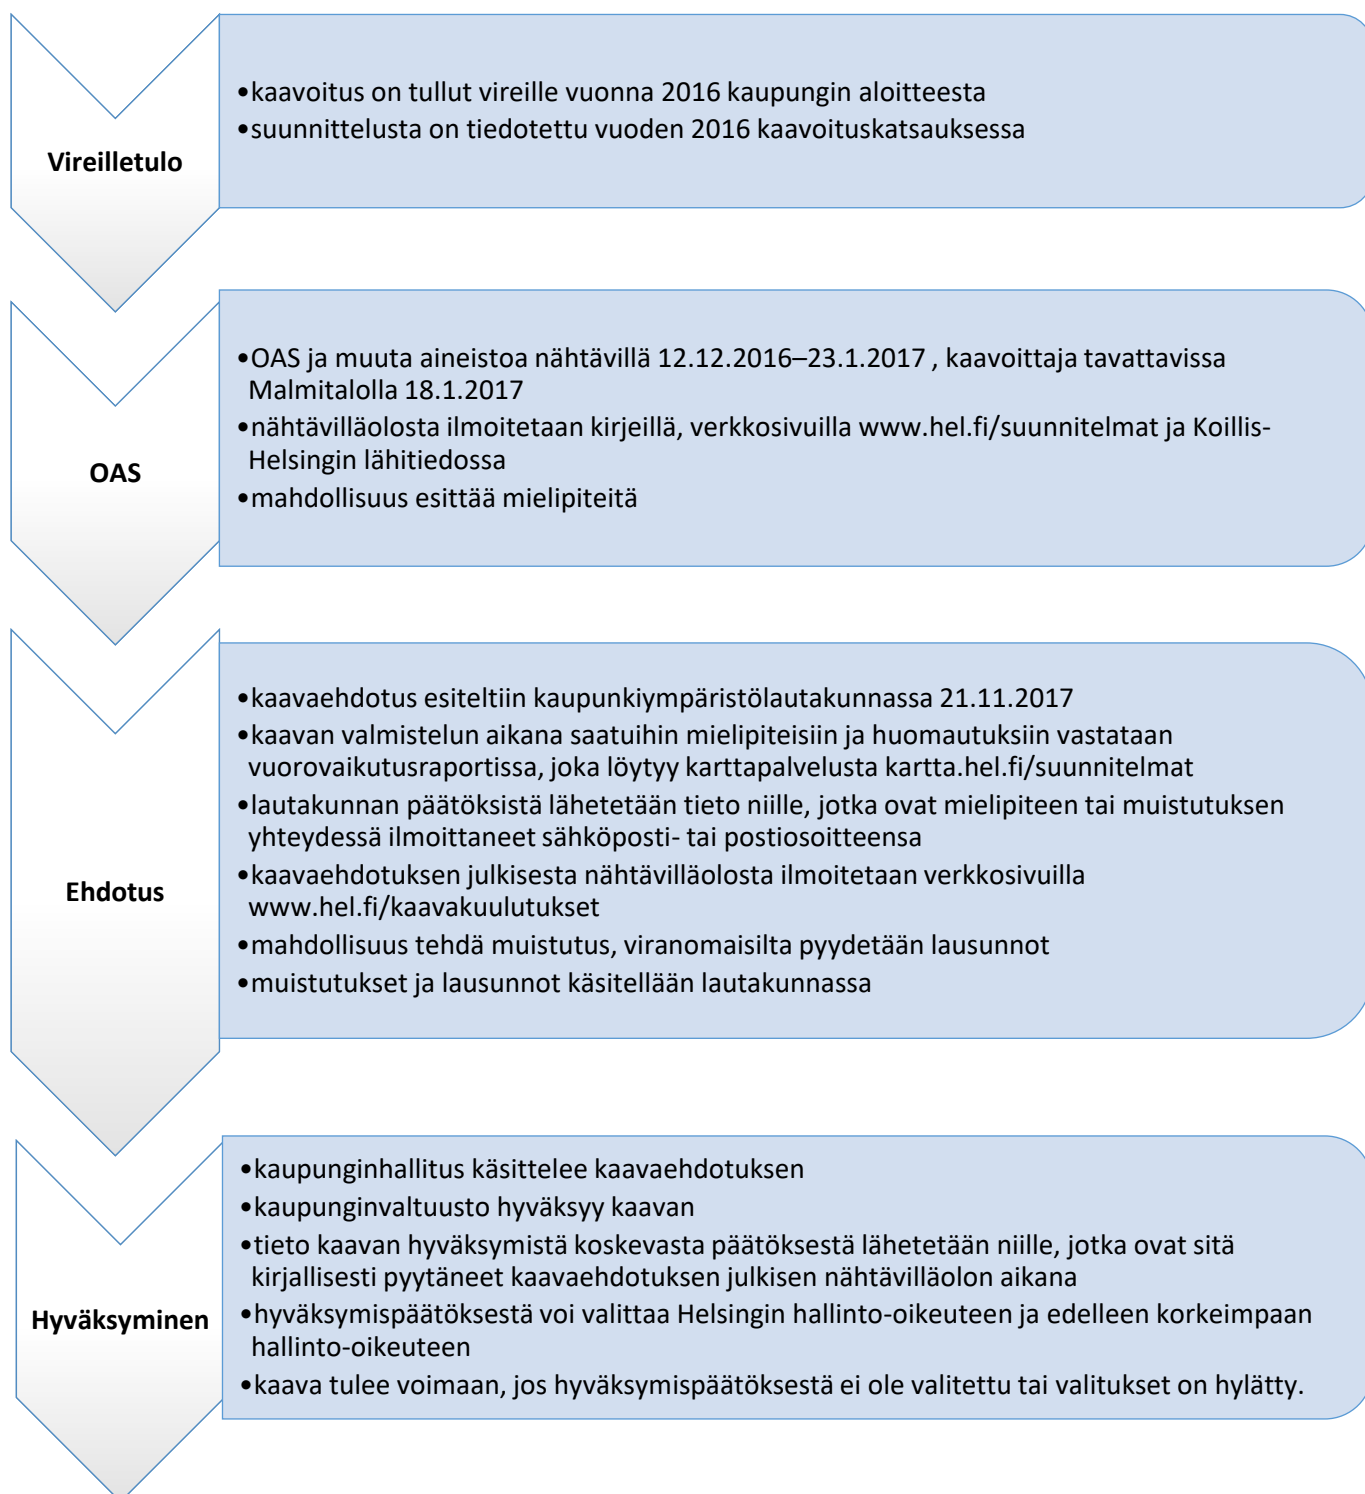 Vireilletulo
•kaavoitus on tullut vireille vuonna 2016 kaupungin aloitteesta
•suunnittelusta on tiedotettu vuoden 2016 kaavoituskatsauksessa
OAS
•OAS ja muuta aineistoa nähtävillä 12.12.2016–23.1.2017 , kaavoittaja tavattavissa
Malmitalolla 18.1.2017
•nähtävilläolosta ilmoitetaan kirjeillä, verkkosivuilla www.hel.fi/suunnitelmat ja Koillis-
Helsingin lähitiedossa
•mahdollisuus esittää mielipiteitä
Ehdotus
•kaavaehdotus esiteltiin kaupunkiympäristölautakunnassa 21.11.2017
•kaavan valmistelun aikana saatuihin mielipiteisiin ja huomautuksiin vastataan
vuorovaikutusraportissa, joka löytyy karttapalvelusta kartta.hel.fi/suunnitelmat
•lautakunnan päätöksistä lähetetään tieto niille, jotka ovat mielipiteen tai muistutuksen
yhteydessä ilmoittaneet sähköposti- tai postiosoitteensa
•kaavaehdotuksen julkisesta nähtävilläolosta ilmoitetaan verkkosivuilla
www.hel.fi/kaavakuulutukset
•mahdollisuus tehdä muistutus, viranomaisilta pyydetään lausunnot
•muistutukset ja lausunnot käsitellään lautakunnassa
Hyväksyminen
•kaupunginhallitus käsittelee kaavaehdotuksen
•kaupunginvaltuusto hyväksyy kaavan
•tieto kaavan hyväksymistä koskevasta päätöksestä lähetetään niille, jotka ovat sitä
kirjallisesti pyytäneet kaavaehdotuksen julkisen nähtävilläolon aikana
•hyväksymispäätöksestä voi valittaa Helsingin hallinto-oikeuteen ja edelleen korkeimpaan
hallinto-oikeuteen
•kaava tulee voimaan, jos hyväksymispäätöksestä ei ole valitettu tai valitukset on hylätty.